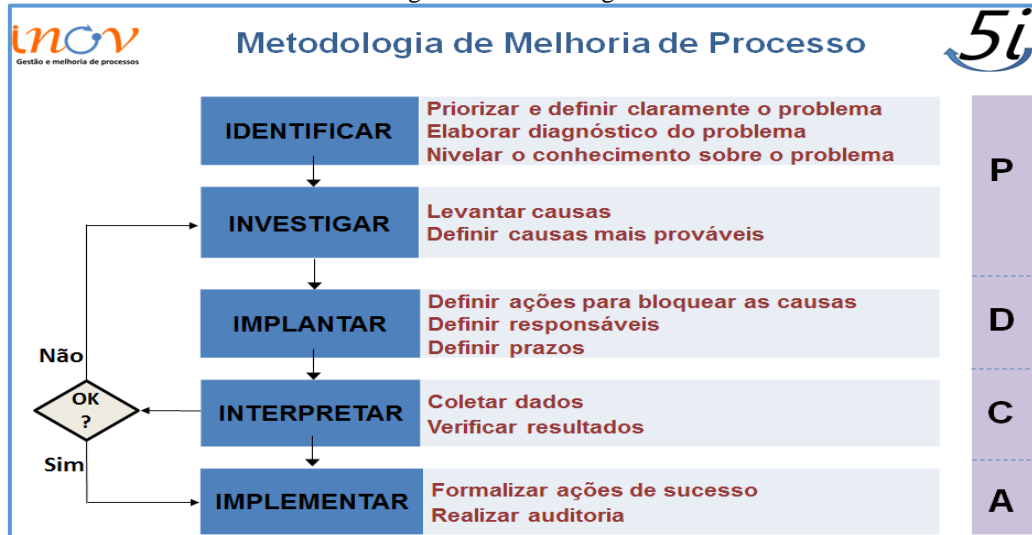 inov
Gestão e melhoria de processos
Metodologia de Melhoria de Processo
5i
IDENTIFICAR
Priorizar e definir claramente o problema
Elaborar diagnóstico do problema
Nivelar o conhecimento sobre o problema
P
INVESTIGAR
Levantar causas
Definir causas mais prováveis
IMPLANTAR
Definir ações para bloquear as causas
Definir responsáveis
Definir prazos
D
Não
OK
?
Sim
INTERPRETAR
Coletar dados
Verificar resultados
C
IMPLEMENTAR
Formalizar ações de sucesso
Realizar auditoria
A